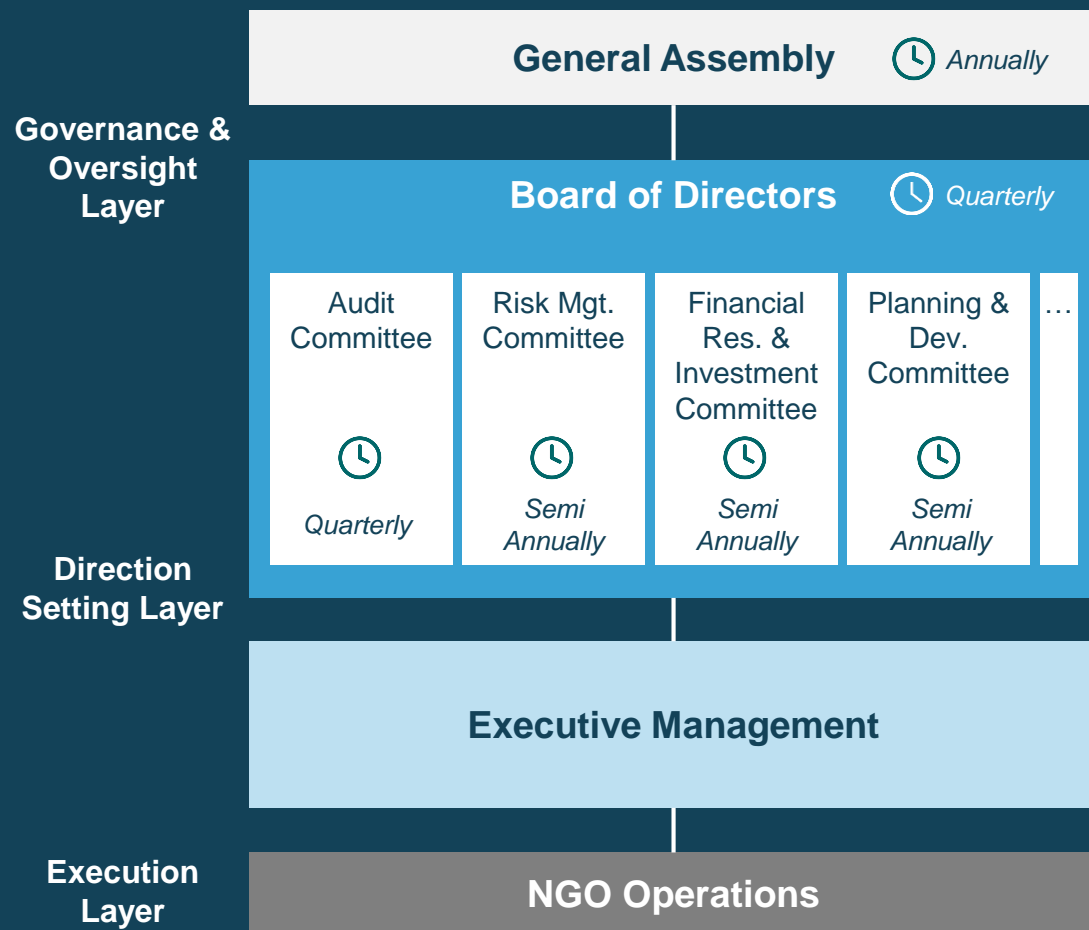 General Assembly
Annually
Governance &
Oversight
Layer
Board of Directors
Quarterly
Audit
Committee
Quarterly
Risk Mgt.
Committee
Semi
Annually
Financial
Res. &
Investment
Committee
Semi
Annually
Planning &
Dev.
Committee
Semi
Annually
…
Direction
Setting Layer
Executive Management
Execution
Layer
NGO Operations